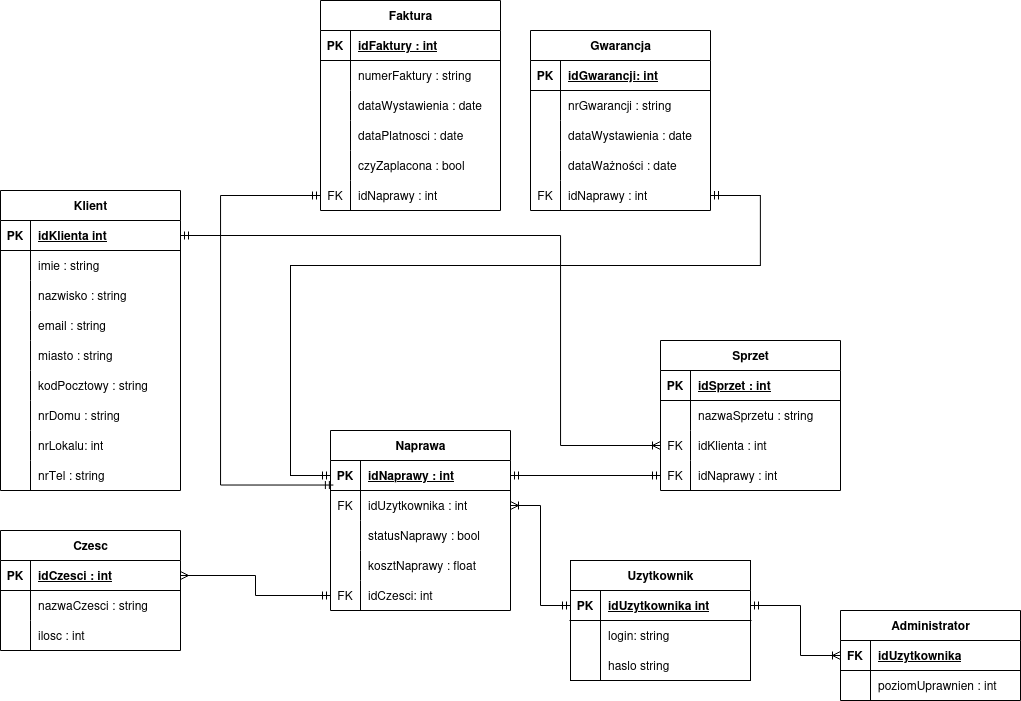 Faktura
PK idFaktury : int
numerFaktury : string
dataWystawienia : date
dataPlatnosci : date
czyZaplacona : bool
FK idNaprawy : int
Gwarancja
PK idGwarancji: int
nrGwarancji : string
dataWystawienia : date
dataWażności : date
FK idNaprawy : int
Klient
PK idKlienta int
imie : string
nazwisko : string
email : string
miasto : string
kodPocztowy : string
nrDomu : string
nrLokalu: int
nrTel : string
Sprzet
PK idSprzet : int
nazwaSprzetu : string
FK idKlienta : int
FK idNaprawy : int
Naprawa
PK idNaprawy : int
FK idUzytkownika : int
statusNaprawy : bool
kosztNaprawy : float
FK idCzesci: int
Czesc
PK idCzesci : int
nazwaCzesci : string
ilosc : int
Uzytkownik
PK idUzytkownika int
login: string
haslo string
Administrator
FK idUzytkownika
poziomUprawnien : int